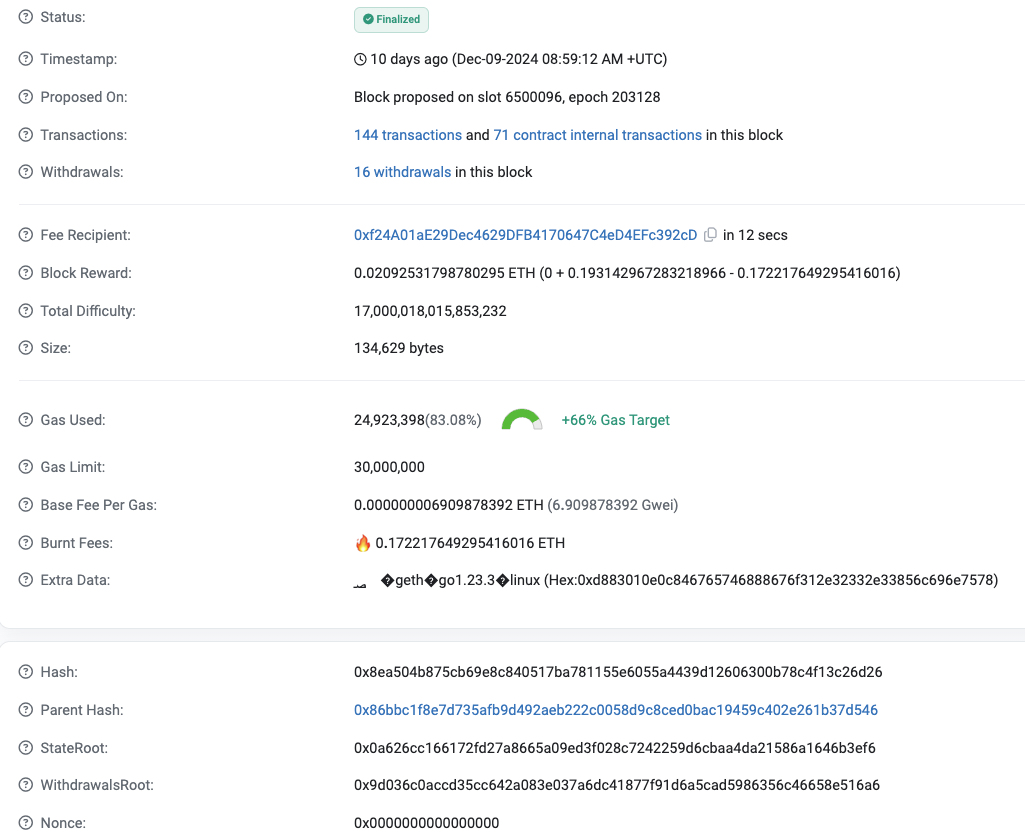 Status: Finalized
Timestamp: 10 days ago (Dec-09-2024 08:59:12 AM +UTC)
Proposed On: Block proposed on slot 6500096, epoch 203128
Transactions: 144 transactions and 71 contract internal transactions in this block
Withdrawals: 16 withdrawals in this block
Fee Recipient: 0xf24A01aE29Dec4629DFB4170647C4eD4EFc392cD in 12 secs
Block Reward: 0.02092531798780295 ETH (0 + 0.193142967283218966 - 0.172217649295416016)
Total Difficulty: 17,000,018,015,853,232
Size: 134,629 bytes
Gas Used: 24,923,398(83.08%) +66% Gas Target
Gas Limit: 30,000,000
Base Fee Per Gas: 0.000000006909878392 ETH (6.909878392 Gwei)
Burnt Fees: 🔥 0.172217649295416016 ETH
Extra Data: �geth�go1.23.3�linux (Hex:0xd883010e0c846765746888676f312e32332e33856c696e7578)
Hash: 0x8ea504b875cb69e8c840517ba781155e6055a4439d12606300b78c4f13c26d26
Parent Hash: 0x86bbc1f8e7d735afb9d492aeb222c0058d9c8ced0bac19459c402e261b37d546
StateRoot: 0x0a626cc166172fd27a8665a09ed3f028c7242259d6cbaa4da21586a1646b3ef6
WithdrawalsRoot: 0x9d036c0accd35cc642a083e037a6dc41877f91d6a5cad5986356c46658e516a6
Nonce: 0x0000000000000000